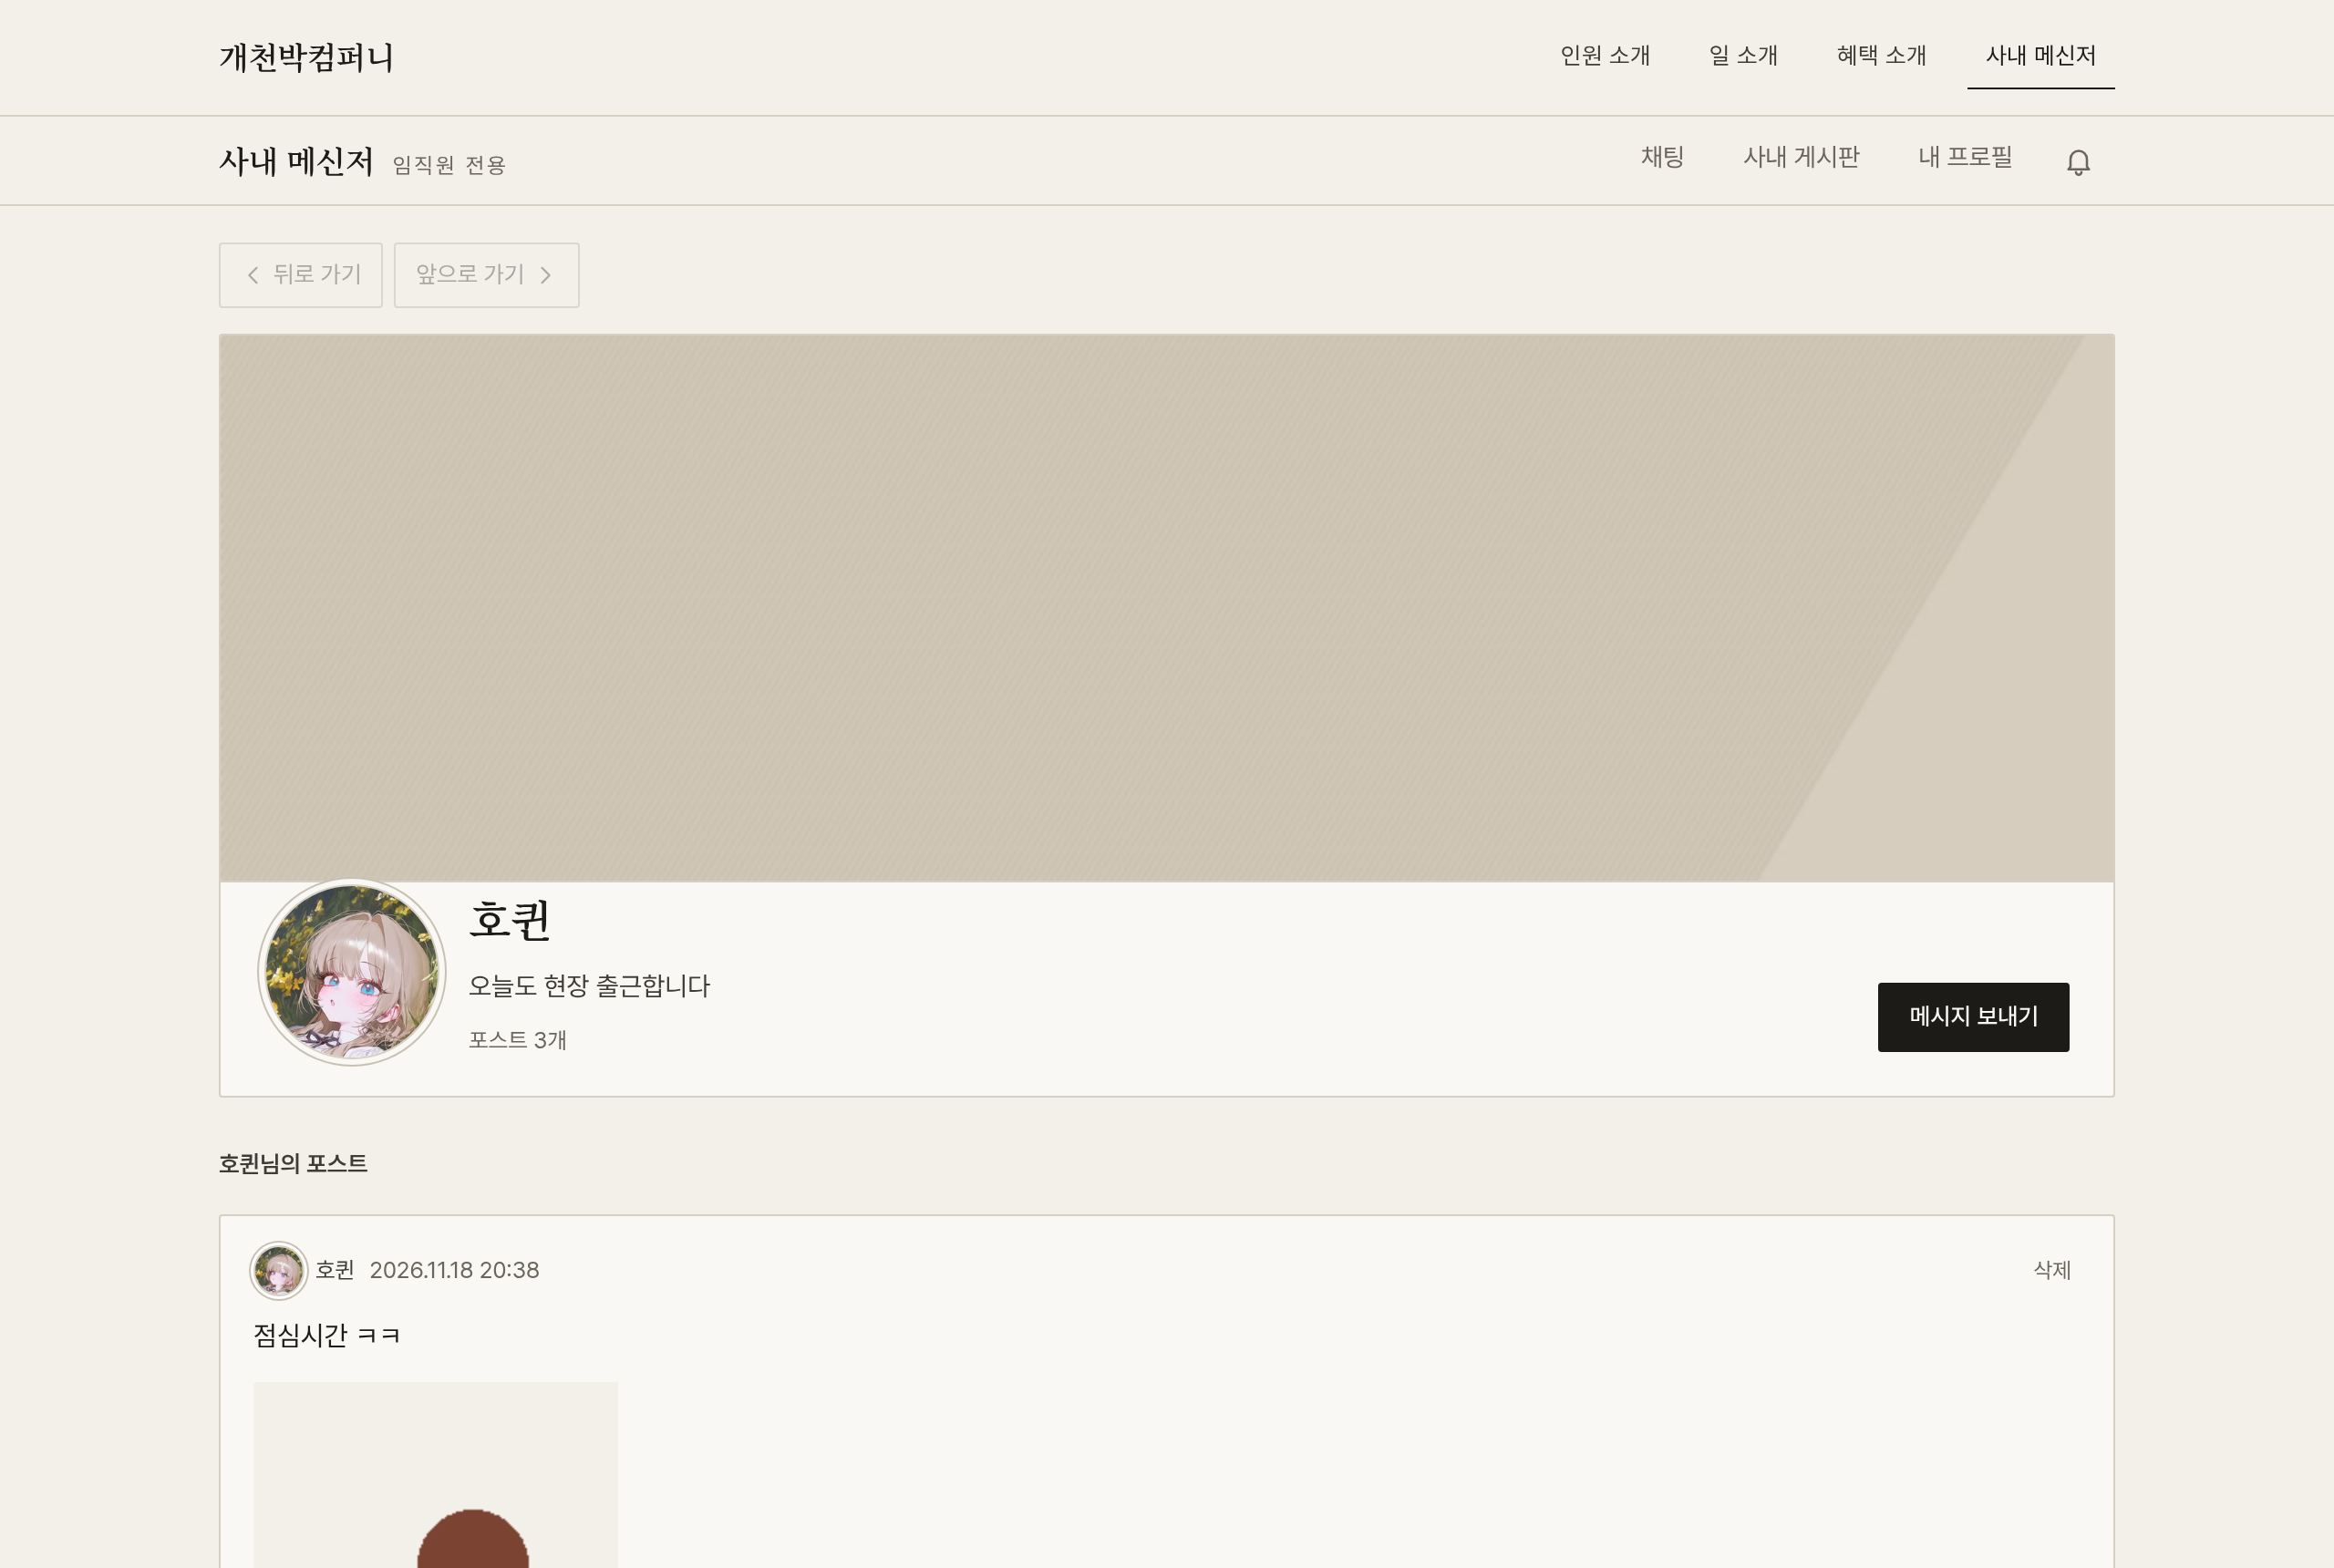 개천박컴퍼니
인원 소개
일 소개
혜택 소개
사내 메신저
사내 메신저 임직원 전용
채팅
사내 게시판
내 프로필
뒤로 가기
앞으로 가기
호퀸
오늘도 현장 출근합니다
포스트 3개
메시지 보내기
호퀸님의 포스트
호퀸 2026.11.18 20:38
삭제
점심시간 ㅋㅋ